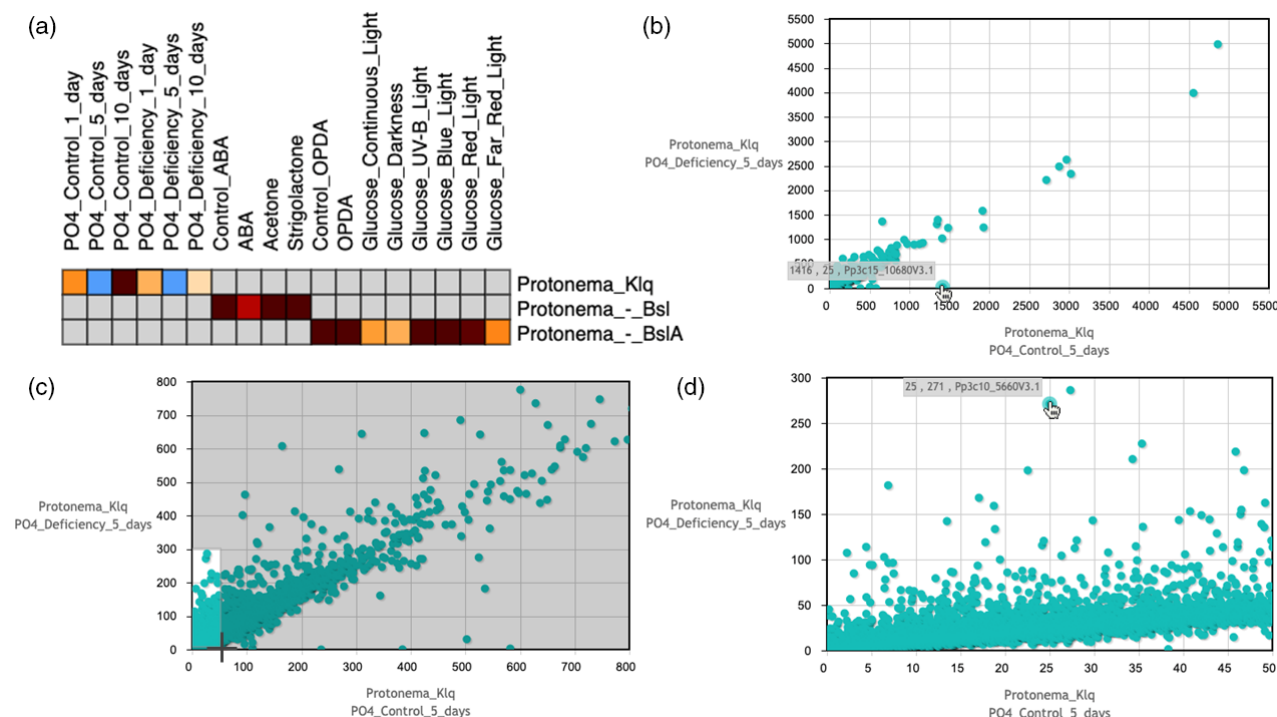 (a)
PO4_Control_1_day
PO4_Control_5_days
PO4_Control_10_days
PO4_Deficiency_1_day
PO4_Deficiency_5_days
PO4_Deficiency_10_days
Control_ABA
ABA
Acetone
Strigolactone
Control_OPDA
OPDA
Glucose_Continuous_Light
Glucose_Darkness
Glucose_UV-B_Light
Glucose_Blue_Light
Glucose_Red_Light
Glucose_Far_Red_Light
Protonema_Klq
Protonema_-_Bsl
Protonema_-_BslA
(b)
5500
5000
4500
4000
3500
3000
2500
2000
1500
1000
500
0
Protonema_Klq
PO4_Deficiency_5_days
1416 , 25 , Pp3c15_10680V3.1
0 500 1000 1500 2000 2500 3000 3500 4000 4500 5000 5500
Protonema_Klq
PO4_Control_5_days
(c)
800
700
600
500
400
300
200
100
0
Protonema_Klq
PO4_Deficiency_5_days
0 100 200 300 400 500 600 700 800
Protonema_Klq
PO4_Control_5_days
(d)
300
250
200
150
100
50
0
Protonema_Klq
PO4_Deficiency_5_days
25 , 271 , Pp3c10_5660V3.1
0 5 10 15 20 25 30 35 40 45 50
Protonema_Klq
PO4_Control_5_days